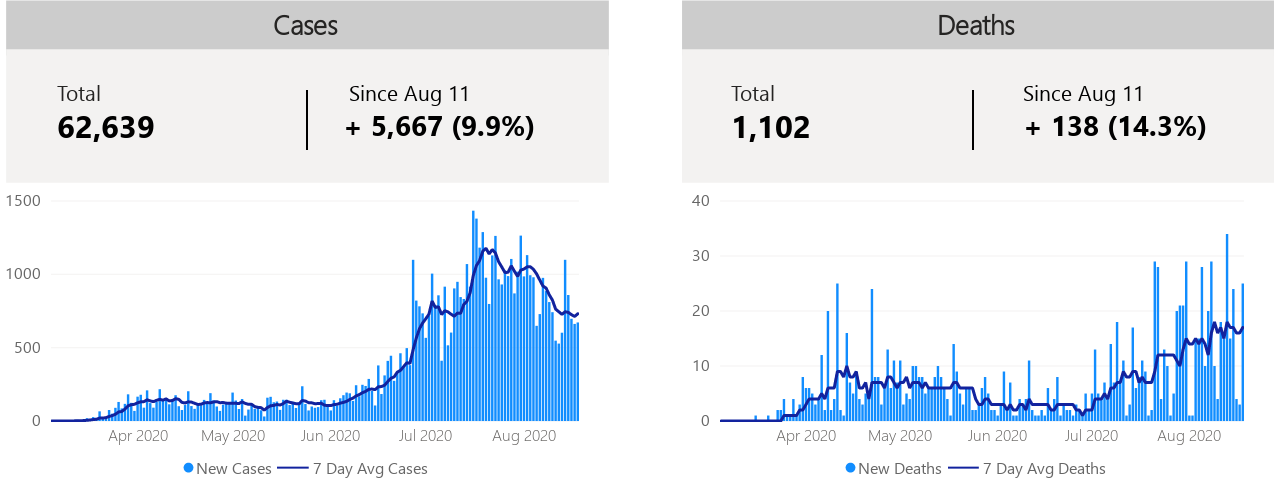 Cases
Total
62,639
Since Aug 11
+ 5,667 (9.9%)
1500
1000
500
0
Apr 2020 May 2020 Jun 2020 Jul 2020 Aug 2020
New Cases 7 Day Avg Cases
Deaths
Total
1,102
Since Aug 11
+ 138 (14.3%)
40
30
20
10
0
Apr 2020 May 2020 Jun 2020 Jul 2020 Aug 2020
New Deaths 7 Day Avg Deaths